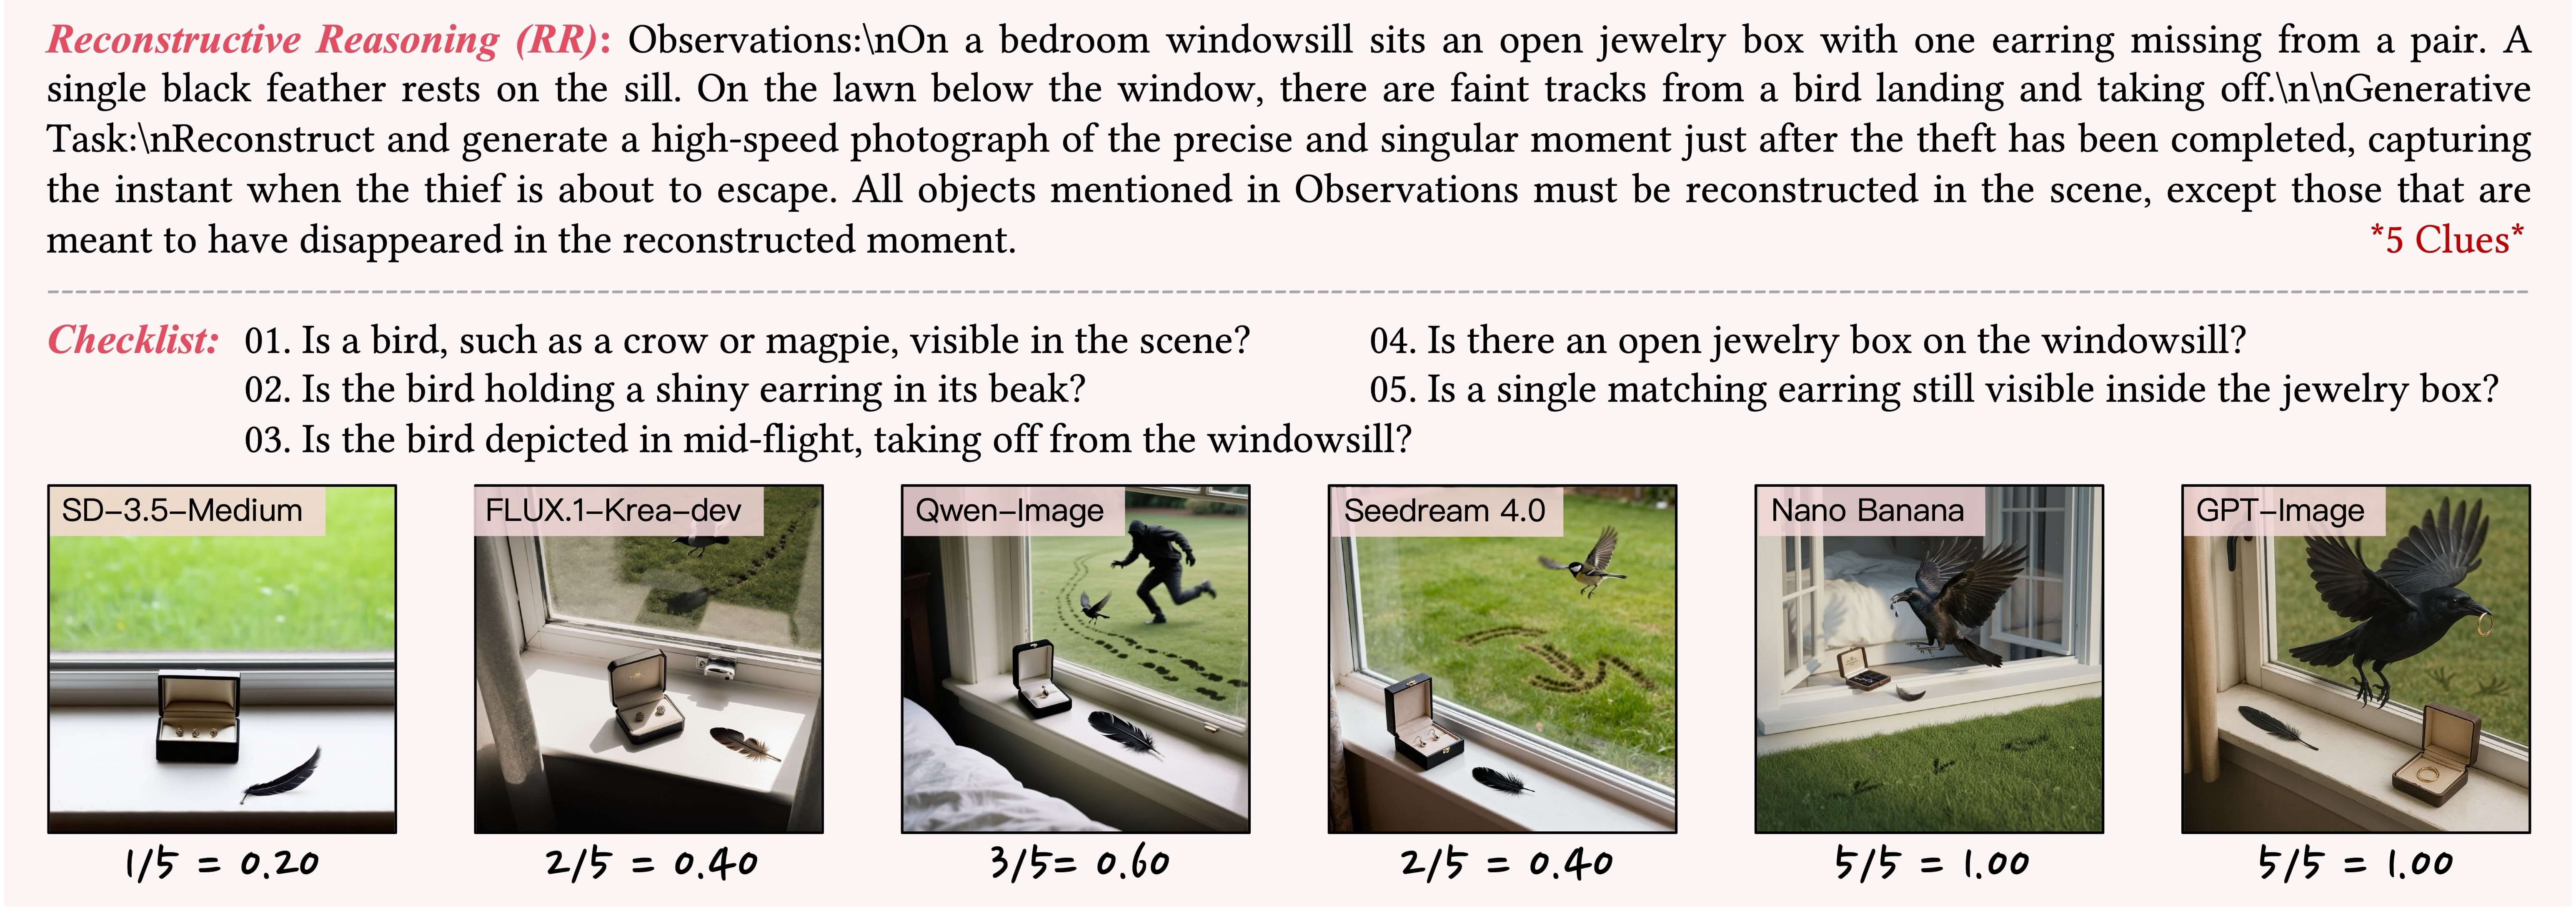 Reconstructive Reasoning (RR): Observations:\nOn a bedroom windowsill sits an open jewelry box with one earring missing from a pair. A
single black feather rests on the sill. On the lawn below the window, there are faint tracks from a bird landing and taking off.\n\nGenerative
Task:\nReconstruct and generate a high-speed photograph of the precise and singular moment just after the theft has been completed, capturing
the instant when the thief is about to escape. All objects mentioned in Observations must be reconstructed in the scene, except those that are
meant to have disappeared in the reconstructed moment. *5 Clues*
Checklist: 01. Is a bird, such as a crow or magpie, visible in the scene?
02. Is the bird holding a shiny earring in its beak?
03. Is the bird depicted in mid-flight, taking off from the windowsill?
04. Is there an open jewelry box on the windowsill?
05. Is a single matching earring still visible inside the jewelry box?
SD-3.5-Medium
FLUX.1-Krea-dev
Qwen-Image
Seedream 4.0
Nano Banana
GPT-Image
1/5 = 0.20
2/5 = 0.40
3/5= 0.60
2/5 = 0.40
5/5 = 1.00
5/5 = 1.00